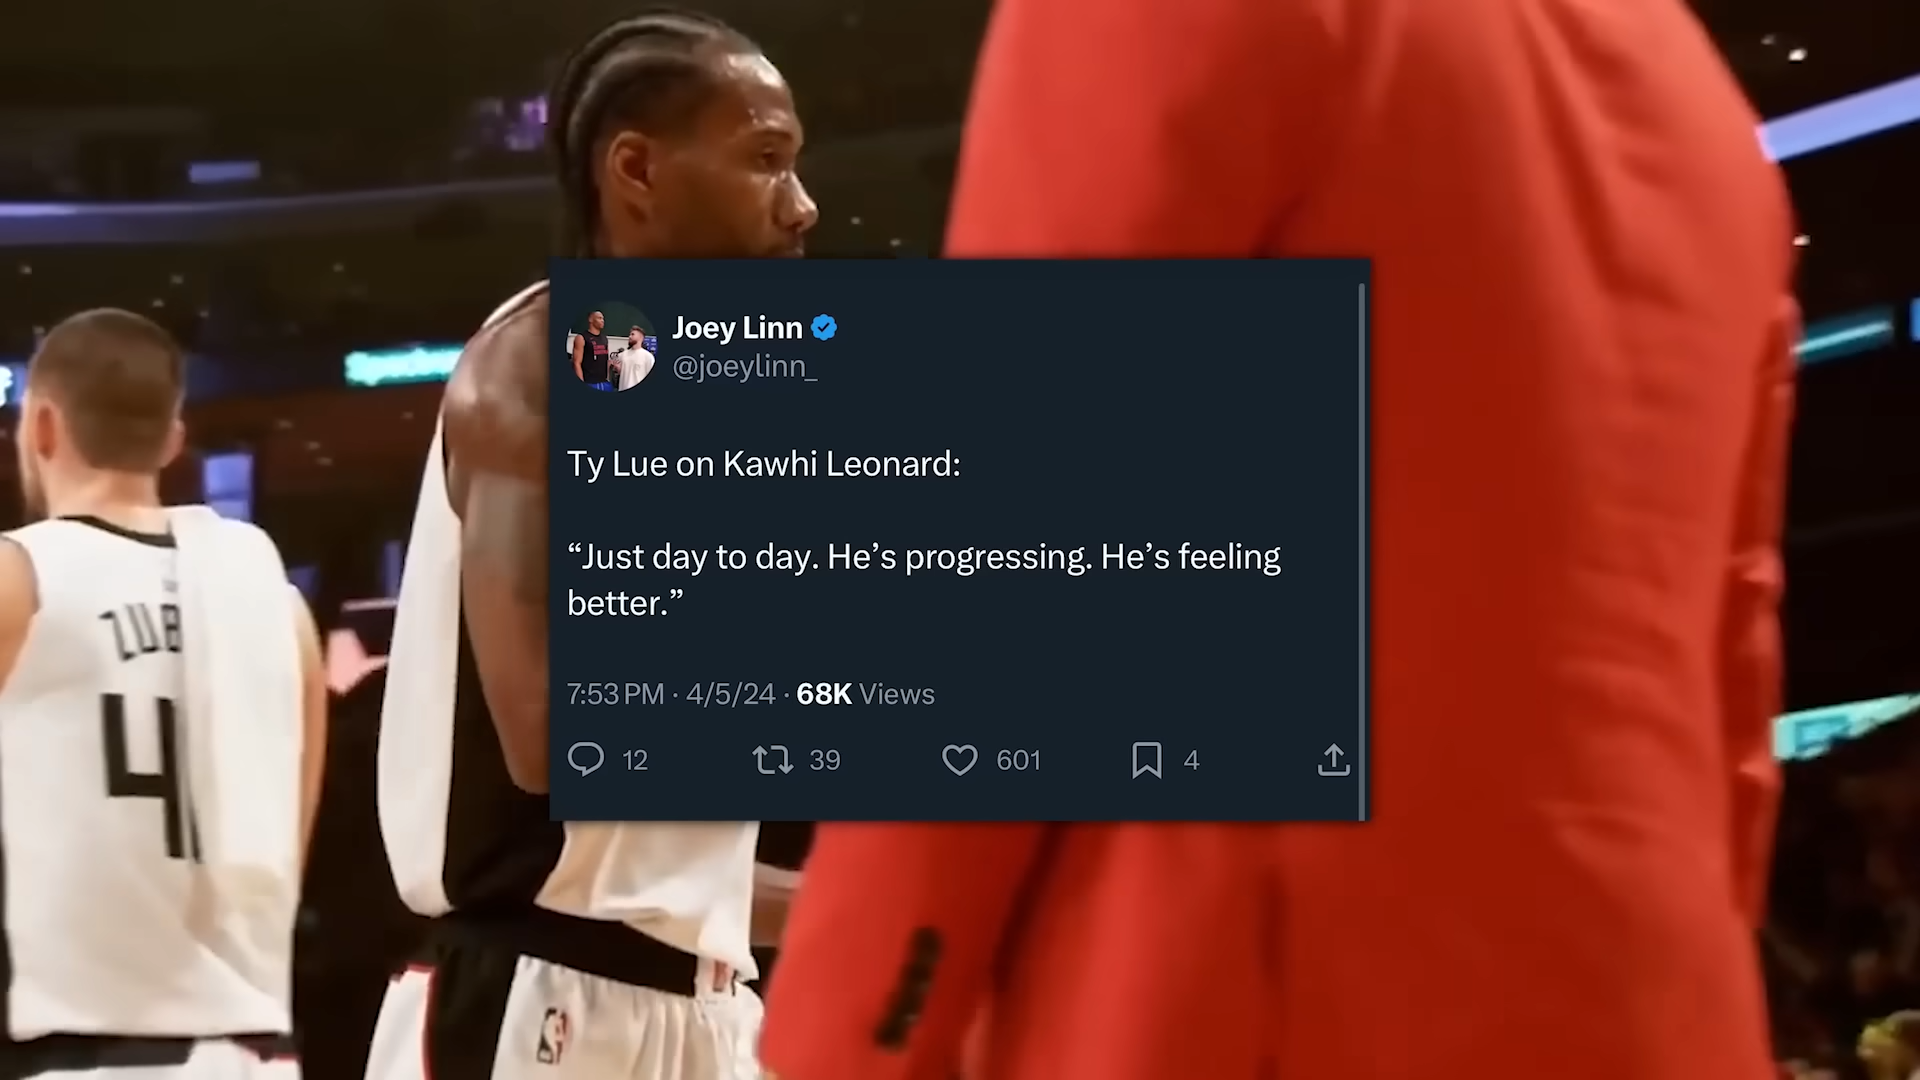 Joey Linn
@joeylinn_
Ty Lue on Kawhi Leonard:
“Just day to day. He’s progressing. He’s feeling
better.”
7:53 PM · 4/5/24 · 68K Views
12 39 601 4
ZUB
4